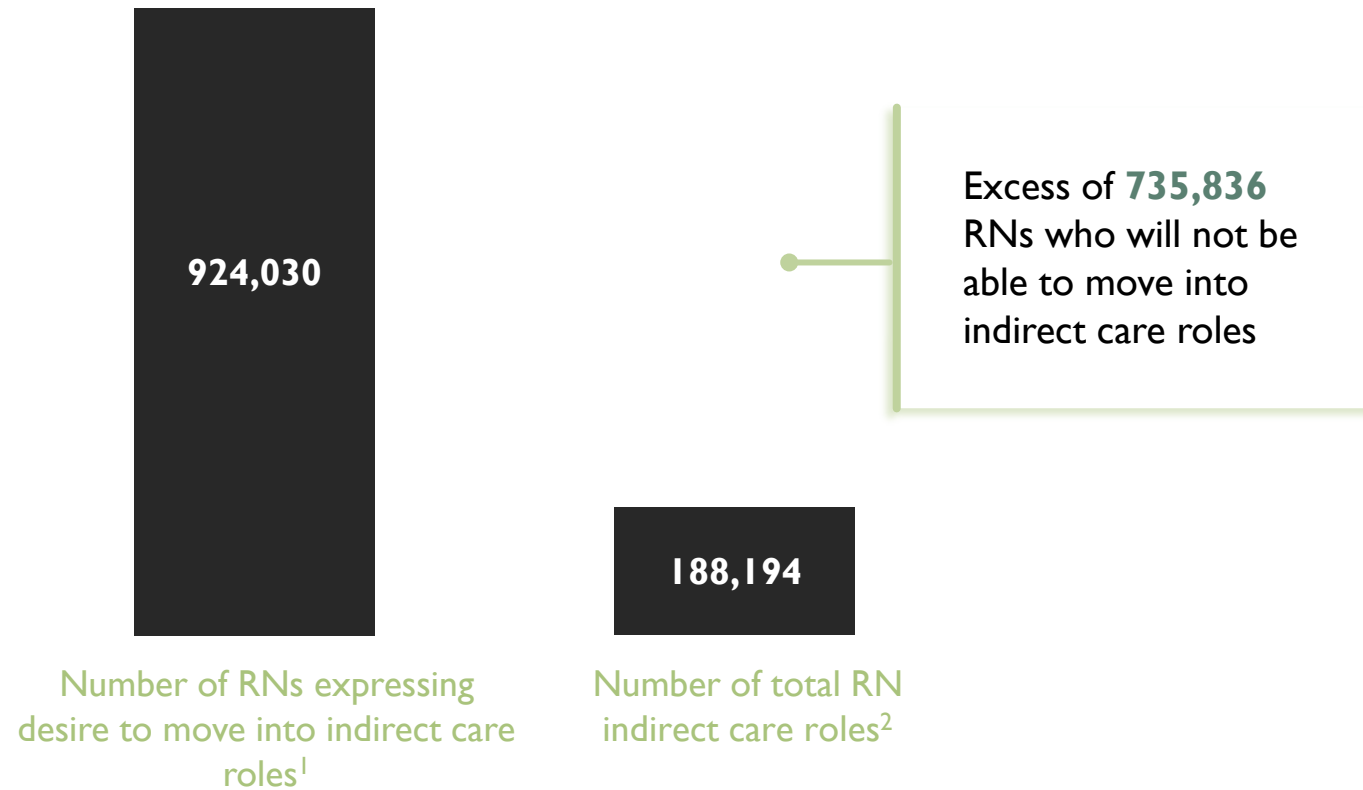 924,030
Excess of 735,836
RNs who will not be
able to move into
indirect care roles
188,194
Number of RNs expressing
desire to move into indirect care
roles¹
Number of total RN
indirect care roles²